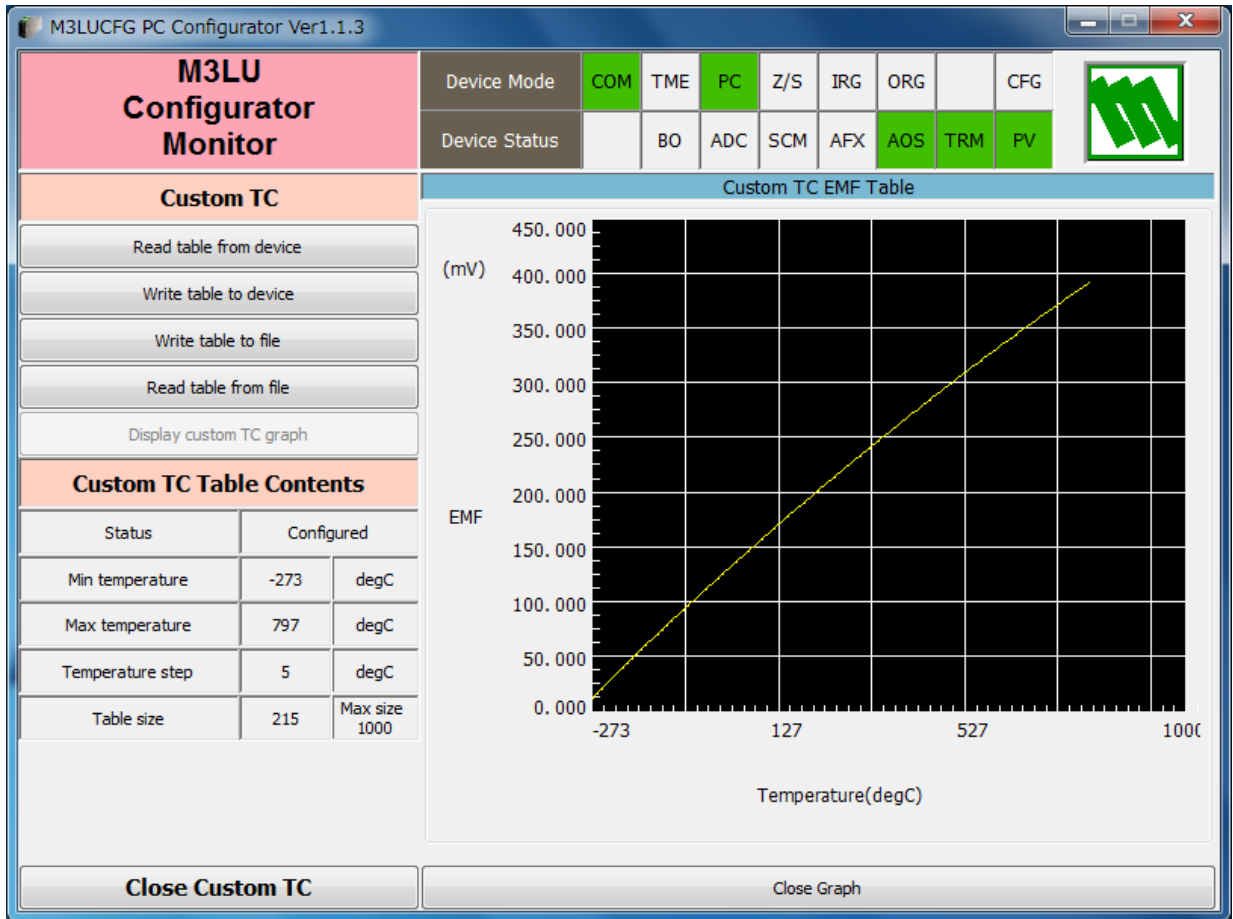 M3LUCFG PC Configurator Ver1.1.3
M3LU
Configurator
Monitor
Device Mode COM TME PC Z/S IRG ORG CFG
Device Status BO ADC SCM AFX AOS TRM PV
Custom TC
Read table from device
Write table to device
Write table to file
Read table from file
Display custom TC graph
Custom TC Table Contents
Status Configured
Min temperature -273 degC
Max temperature 797 degC
Temperature step 5 degC
Table size 215 Max size
1000
Close Custom TC
Custom TC EMF Table
450.000
(mV)
400.000
350.000
300.000
250.000
200.000
EMF
150.000
100.000
50.000
0.000
-273 127 527 1000
Temperature(degC)
Close Graph